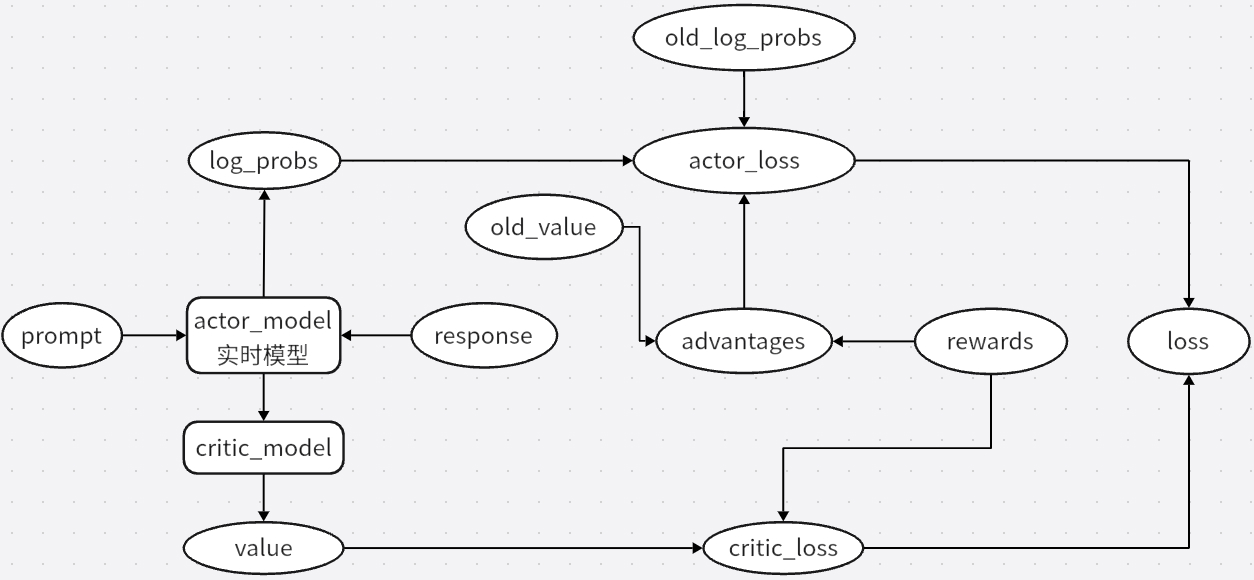 old_log_probs
log_probs
actor_loss
old_value
prompt
actor_model
实时模型
response
advantages
rewards
loss
critic_model
value
critic_loss